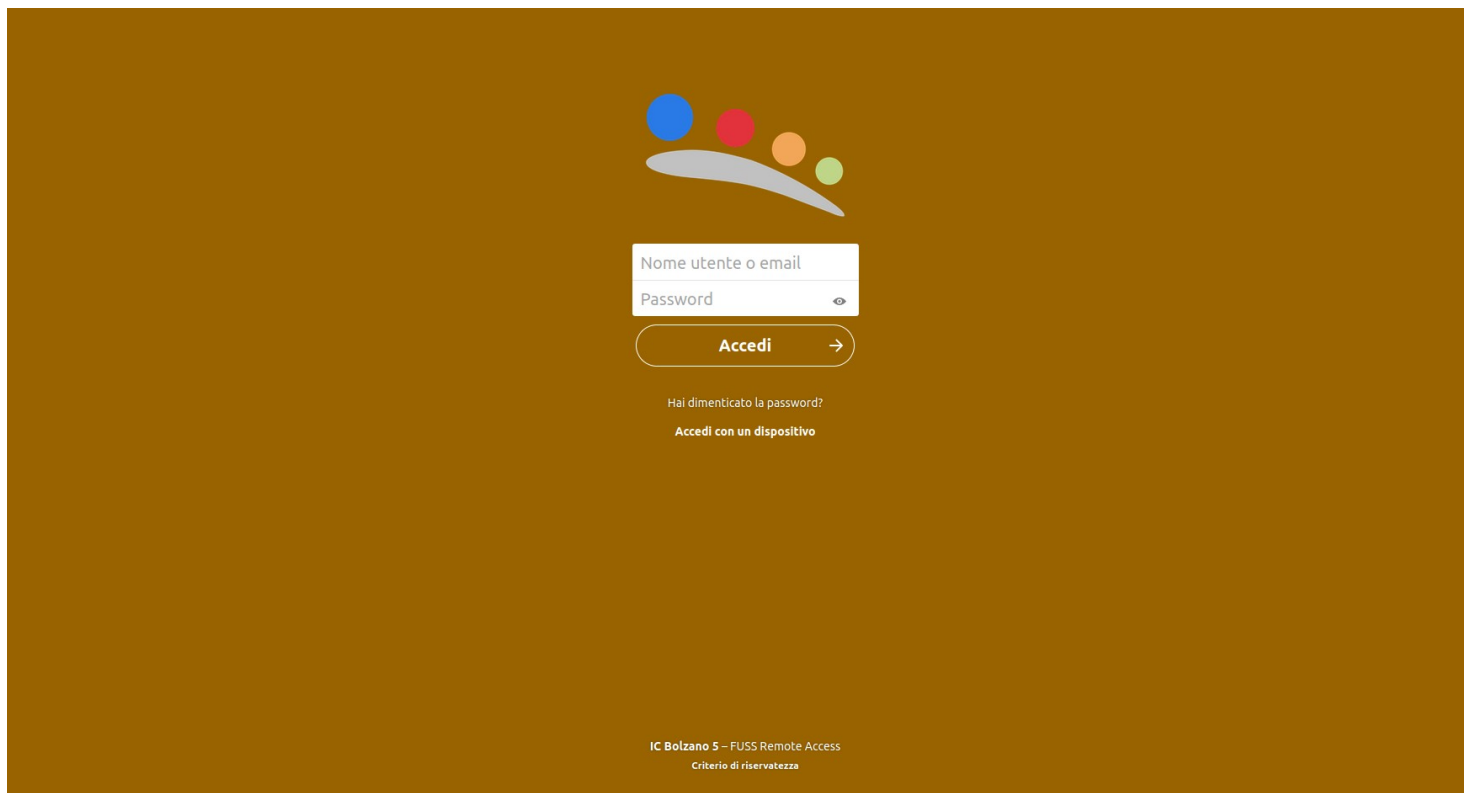 Nome utente o email
Password
Accedi
Hai dimenticato la password?
Accedi con un dispositivo
IC Bolzano 5 – FUSS Remote Access
Criterio di riservatezza